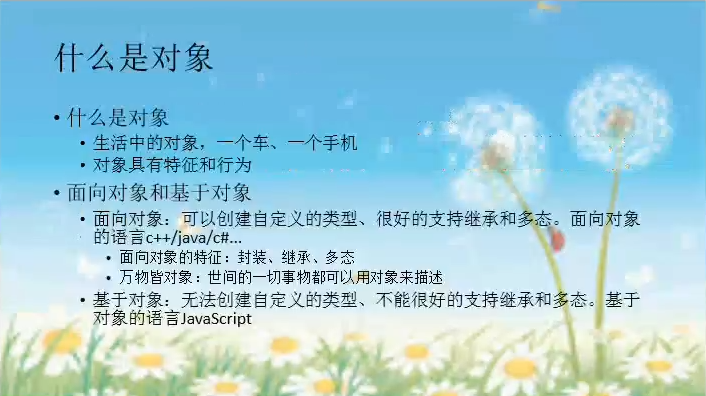 什么是对象
• 什么是对象
• 生活中的对象，一个车、一个手机
• 对象具有特征和行为
• 面向对象和基于对象
• 面向对象：可以创建自定义的类型、很好的支持继承和多态。面向对象
的语言c++/java/c#...
• 面向对象的特征：封装、继承、多态
• 万物皆对象：世间的一切事物都可以用对象来描述
• 基于对象：无法创建自定义的类型、不能很好的支持继承和多态。基于
对象的语言JavaScript